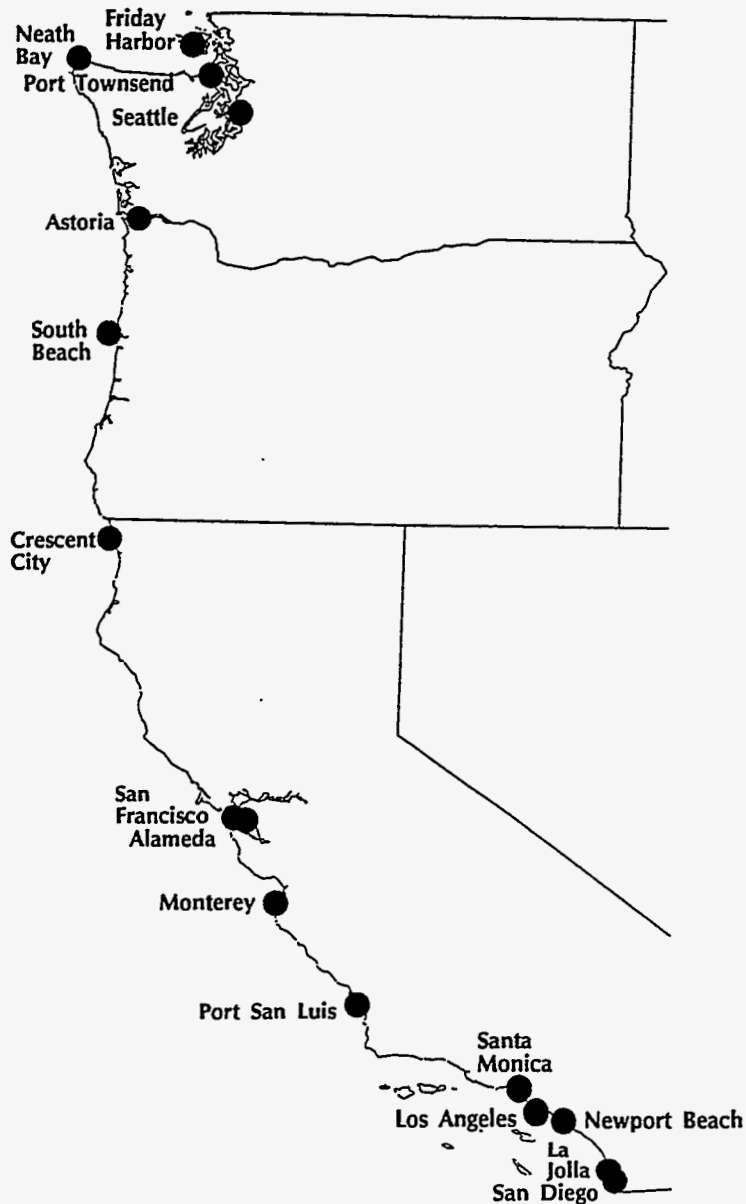 Friday
Harbor
Neath
Bay
Port Townsend
Seattle
Astoria
South
Beach
Crescent
City
San
Francisco
Alameda
Monterey
Port San Luis
Santa
Monica
Los Angeles
Newport Beach
La
Jolla
San Diego